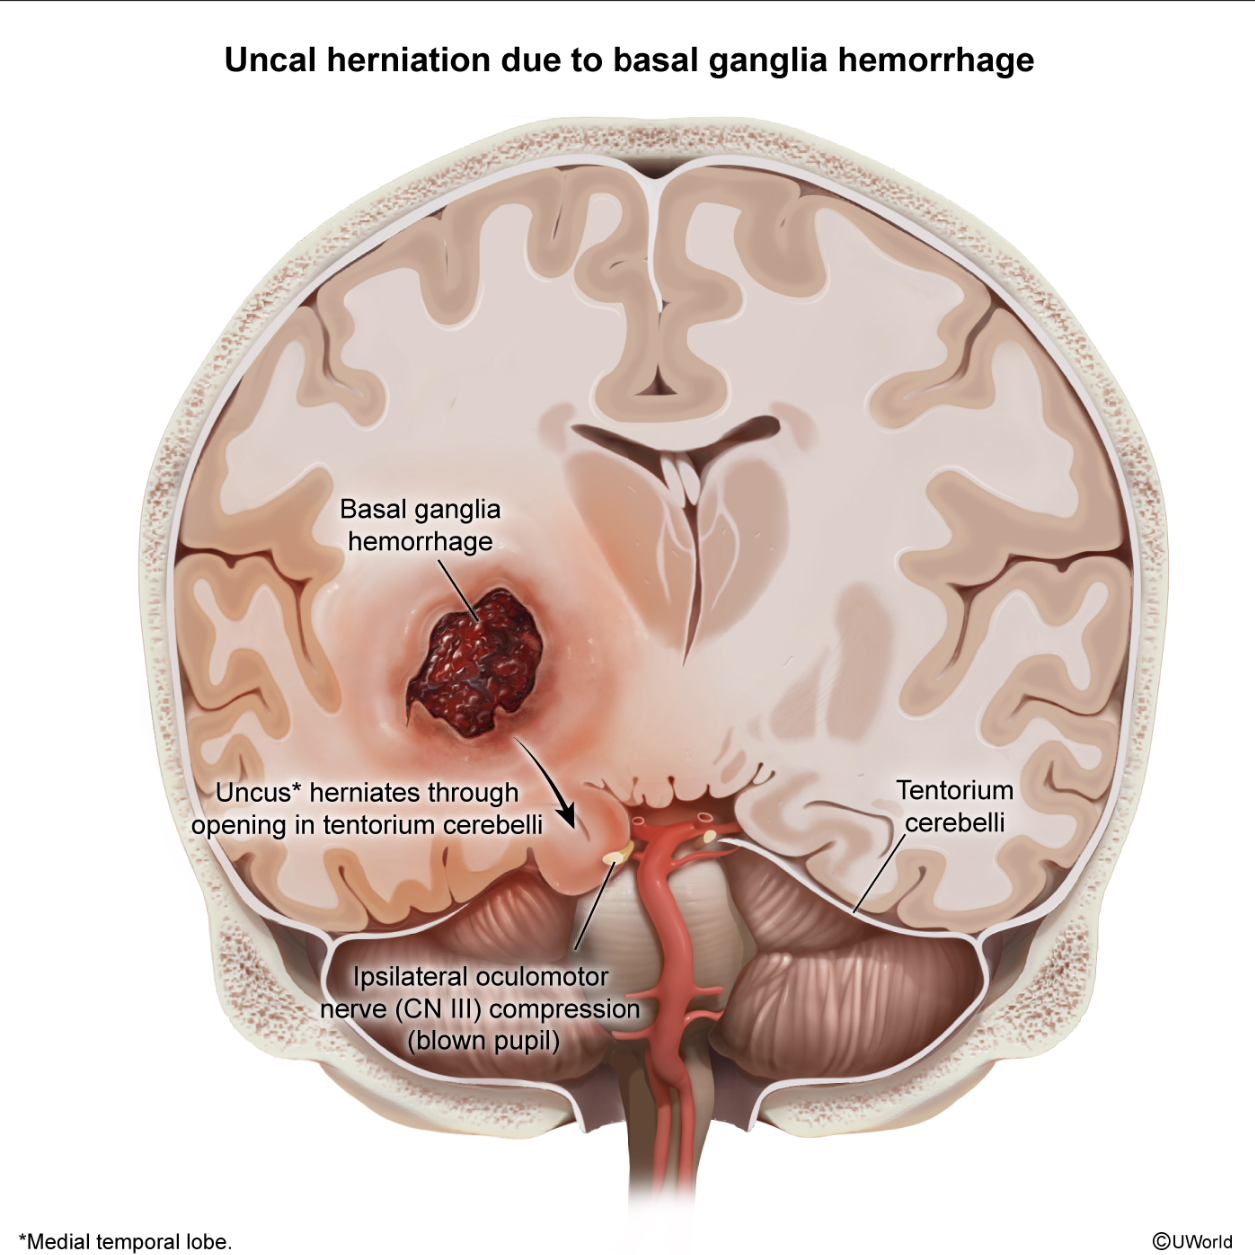 Uncal herniation due to basal ganglia hemorrhage
Basal ganglia
hemorrhage
Uncus* herniates through
opening in tentorium cerebelli
Tentorium
cerebelli
Ipsilateral oculomotor
nerve (CN III) compression
(blown pupil)
*Medial temporal lobe.
©UWorld